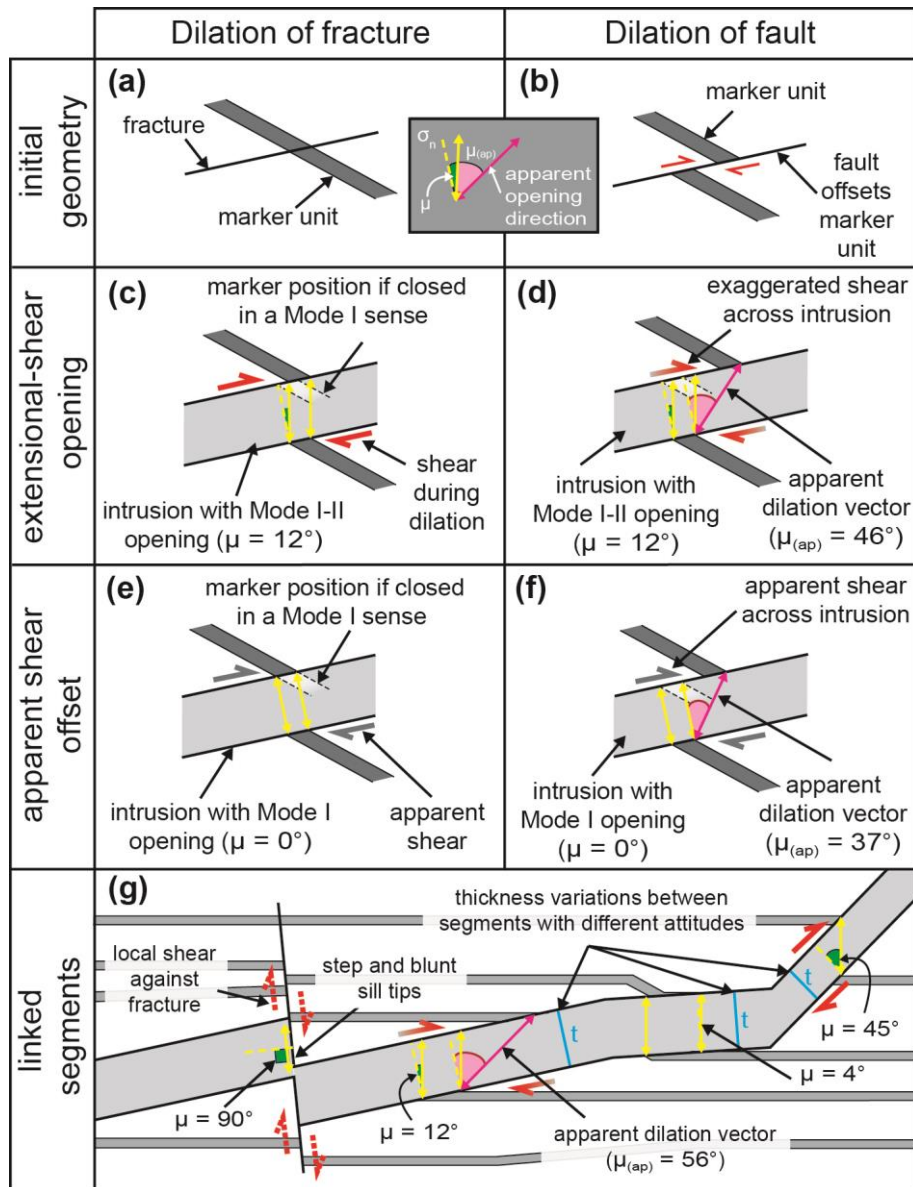 Dilation of fracture
Dilation of fault
initial
geometry
(a)
fracture
marker unit
σn
μ(ap)
μ
apparent
opening
direction
(b)
marker unit
fault
offsets
marker
unit
extensional-shear
opening
(c)
marker position if closed
in a Mode I sense
intrusion with Mode I-II
opening (μ = 12°)
shear
during
dilation
(d)
exaggerated shear
across intrusion
intrusion with
Mode I-II opening
(μ = 12°)
apparent
dilation vector
(μ(ap) = 46°)
apparent shear
offset
(e)
marker position if closed
in a Mode I sense
intrusion with Mode I
opening (μ = 0°)
apparent
shear
(f)
apparent shear
across intrusion
intrusion with
Mode I opening
(μ = 0°)
apparent
dilation vector
(μ(ap) = 37°)
linked
segments
(g)
thickness variations between
segments with different attitudes
local shear
against
fracture
step and blunt
sill tips
t
t
t
μ = 90°
μ = 12°
μ = 4°
μ = 45°
apparent dilation vector
(μ(ap) = 56°)